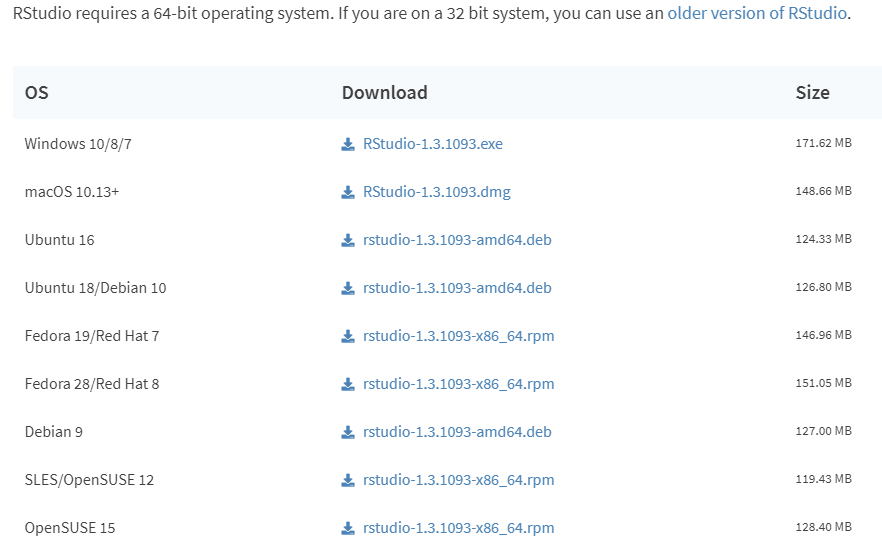 RStudio requires a 64-bit operating system. If you are on a 32 bit system, you can use an older version of RStudio.
OS Download Size
Windows 10/8/7 RStudio-1.3.1093.exe 171.62 MB
macOS 10.13+ RStudio-1.3.1093.dmg 148.66 MB
Ubuntu 16 rstudio-1.3.1093-amd64.deb 124.33 MB
Ubuntu 18/Debian 10 rstudio-1.3.1093-amd64.deb 126.80 MB
Fedora 19/Red Hat 7 rstudio-1.3.1093-x86_64.rpm 146.96 MB
Fedora 28/Red Hat 8 rstudio-1.3.1093-x86_64.rpm 151.05 MB
Debian 9 rstudio-1.3.1093-amd64.deb 127.00 MB
SLES/OpenSUSE 12 rstudio-1.3.1093-x86_64.rpm 119.43 MB
OpenSUSE 15 rstudio-1.3.1093-x86_64.rpm 128.40 MB